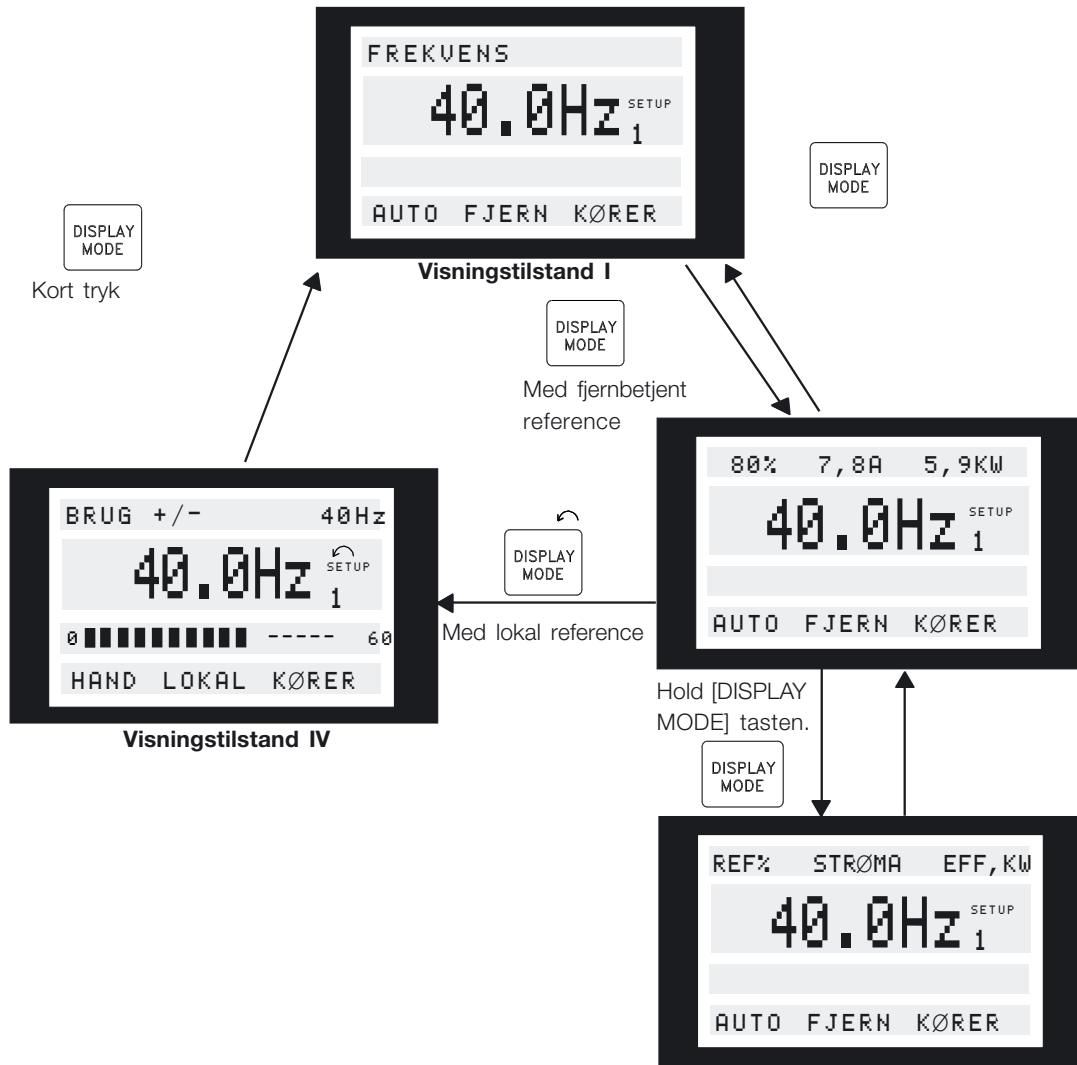 FREKVENS
40.0Hz SETUP
1
AUTO FJERN KØRER
Visningstilstand I
DISPLAY
MODE
DISPLAY
MODE
Kort tryk
DISPLAY
MODE
Med fjernbetjent
reference
80% 7,8A 5,9KW
40.0Hz SETUP
1
AUTO FJERN KØRER
BRUG +/- 40Hz
40.0Hz SETUP
1
0 ----- 60
HAND LOKAL KØRER
Visningstilstand IV
DISPLAY
MODE
Med lokal reference
Hold [DISPLAY
MODE] tasten.
DISPLAY
MODE
REF% STRØMA EFF,KW
40.0Hz SETUP
1
AUTO FJERN KØRER